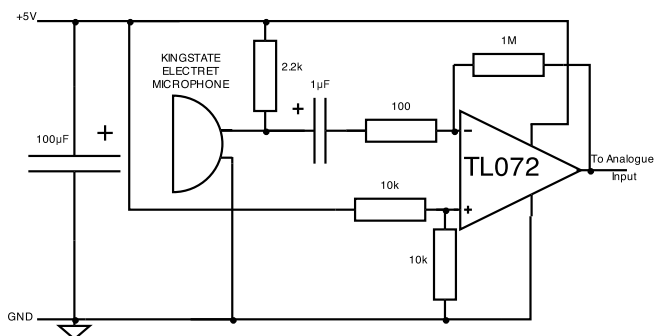 +5V
1M
KINGSTATE
ELECTRET
MICROPHONE
2.2k
1µF
+
100
100µF
+
-
TL072
To Analogue
Input
10k
+
10k
GND